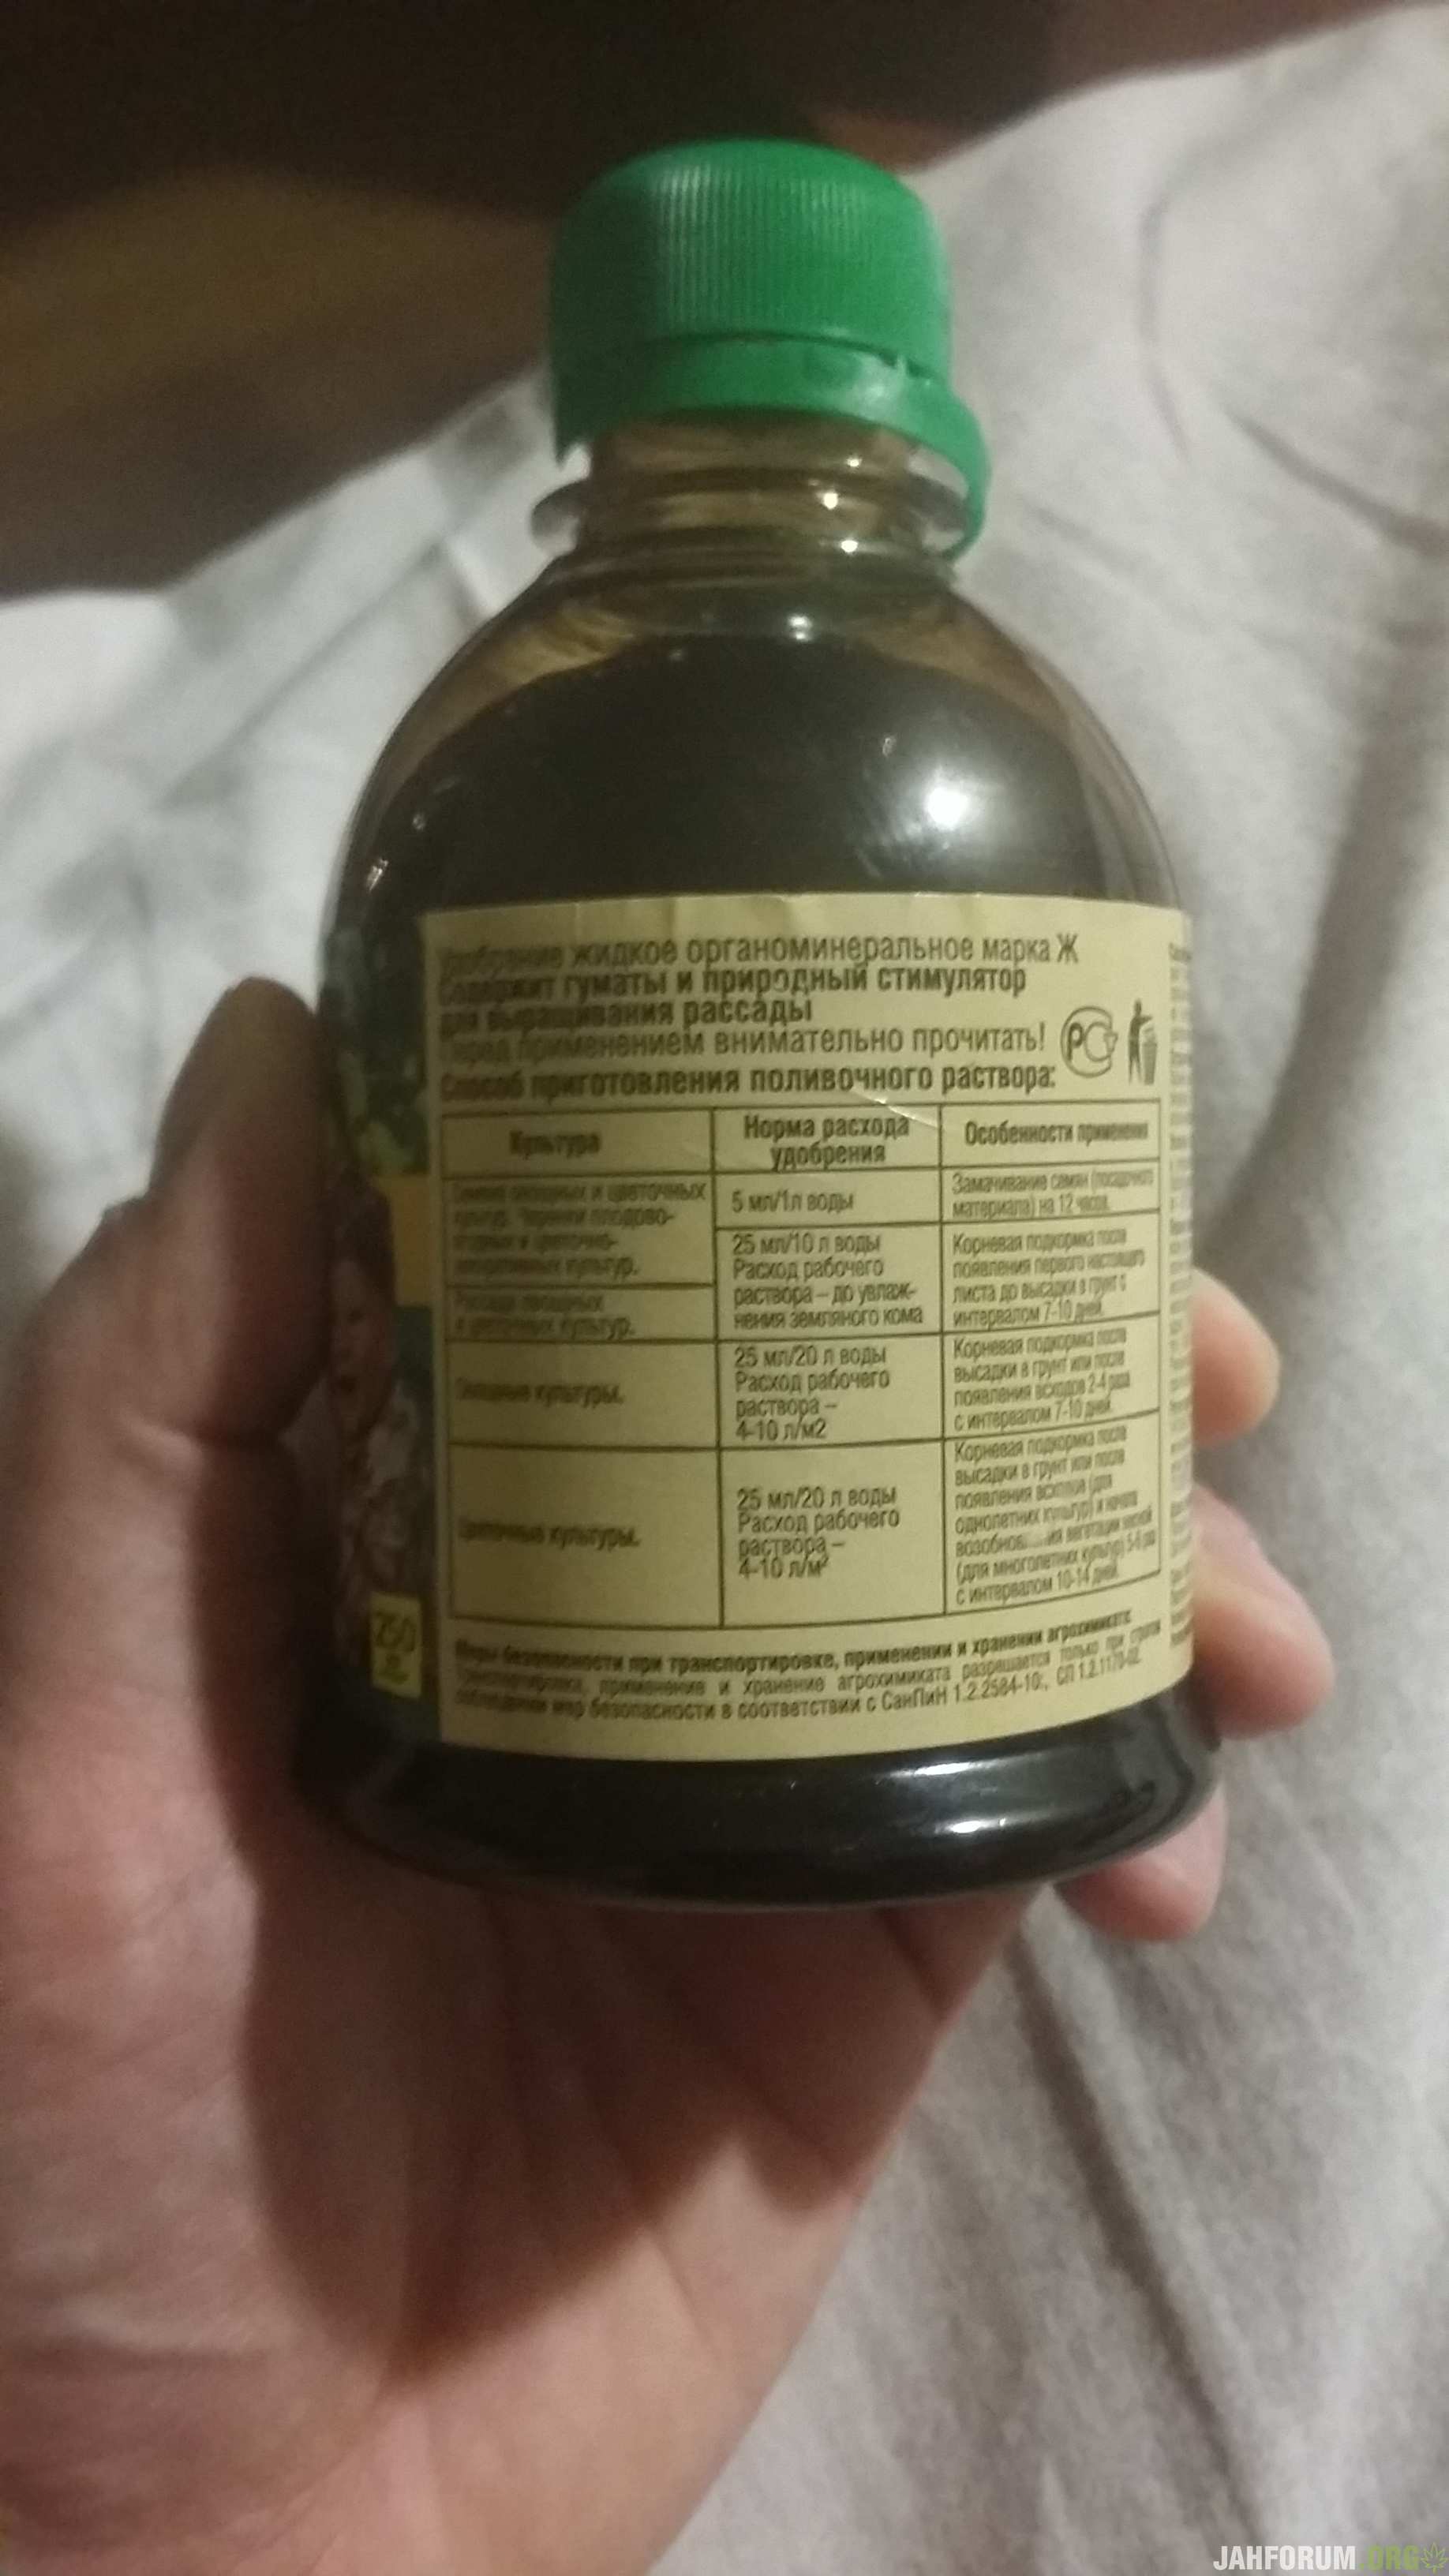 Удобрение жидкое органоминеральное марка Ж
Содержит гуматы и природный стимулятор
для выращивания рассады
Перед применением внимательно прочитать!
РС
Способ приготовления поливочного раствора:
Культура
Норма расхода
удобрения
Особенности применения
Семена овощных и цветочных
культур. Черенки плодово-
ягодных и цветочно-
декоративных культур.
5 мл/1л воды
Замачивание семян (посадочного
материала) на 12 часов.
Рассада овощных
и цветочных культур.
25 мл/10 л воды
Расход рабочего
раствора – до увлаж-
нения земляного кома
Корневая подкормка после
появления первого настоящего
листа до высадки в грунт с
интервалом 7-10 дней.
Овощные культуры.
25 мл/20 л воды
Расход рабочего
раствора –
4-10 л/м2
Корневая подкормка после
высадки в грунт или после
появления всходов 2-4 раза
с интервалом 7-10 дней.
Цветочные культуры.
25 мл/20 л воды
Расход рабочего
раствора –
4-10 л/м²
Корневая подкормка после
высадки в грунт или после
появления всходов (для
однолетних культур) и начала
вегетации
(для многолетних культур) 5-6 раз
с интервалом 10-14 дней.
Меры безопасности при транспортировке, применении и хранении агрохимиката:
Транспортировка, применение и хранение агрохимиката разрешается только при
соблюдении мер безопасности в соответствии с СанПиН 1.2.2584-10;, СП 1.2.1170-02.
250
JAHFORUM.ORG